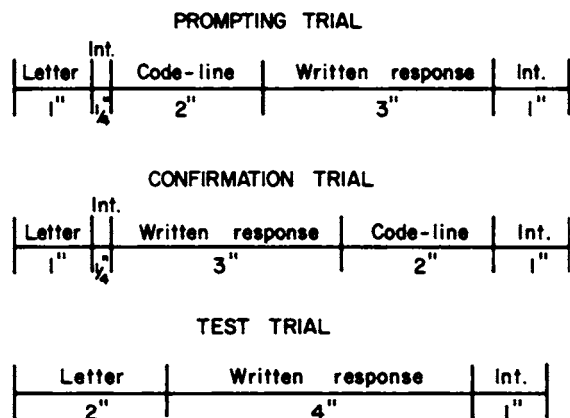 PROMPTING TRIAL
Int.
Letter Code-line Written response Int.
1" 1/4" 2" 3" 1"
CONFIRMATION TRIAL
Int.
Letter Written response Code-line Int.
1" 1/4" 3" 2" 1"
TEST TRIAL
Letter Written response Int.
2" 4" 1"